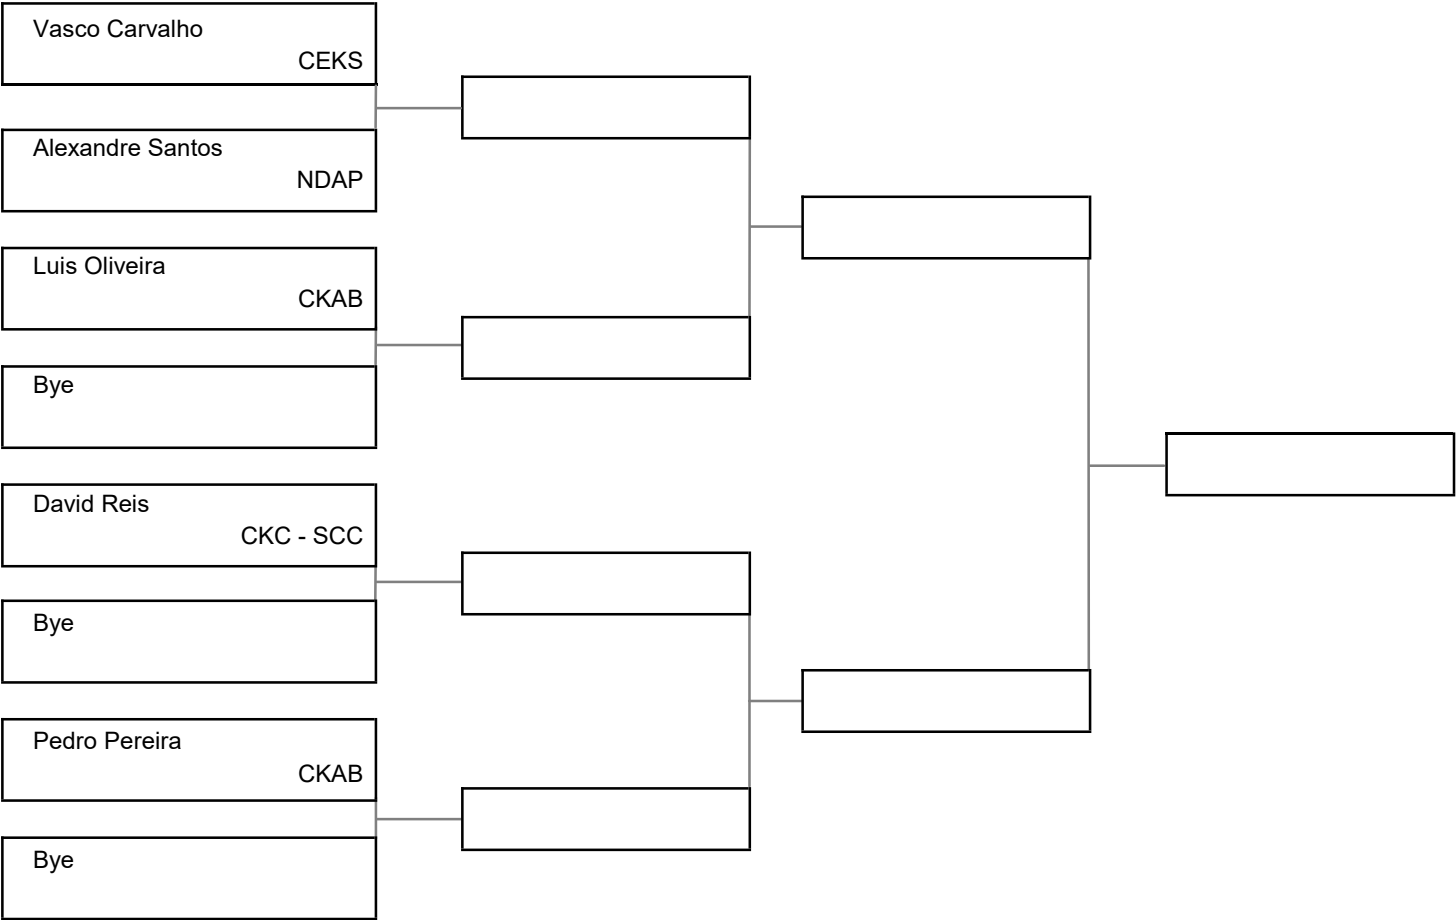 Vasco Carvalho
CEKS
Alexandre Santos
NDAP
Luis Oliveira
CKAB
Bye
David Reis
CKC - SCC
Bye
Pedro Pereira
CKAB
Bye